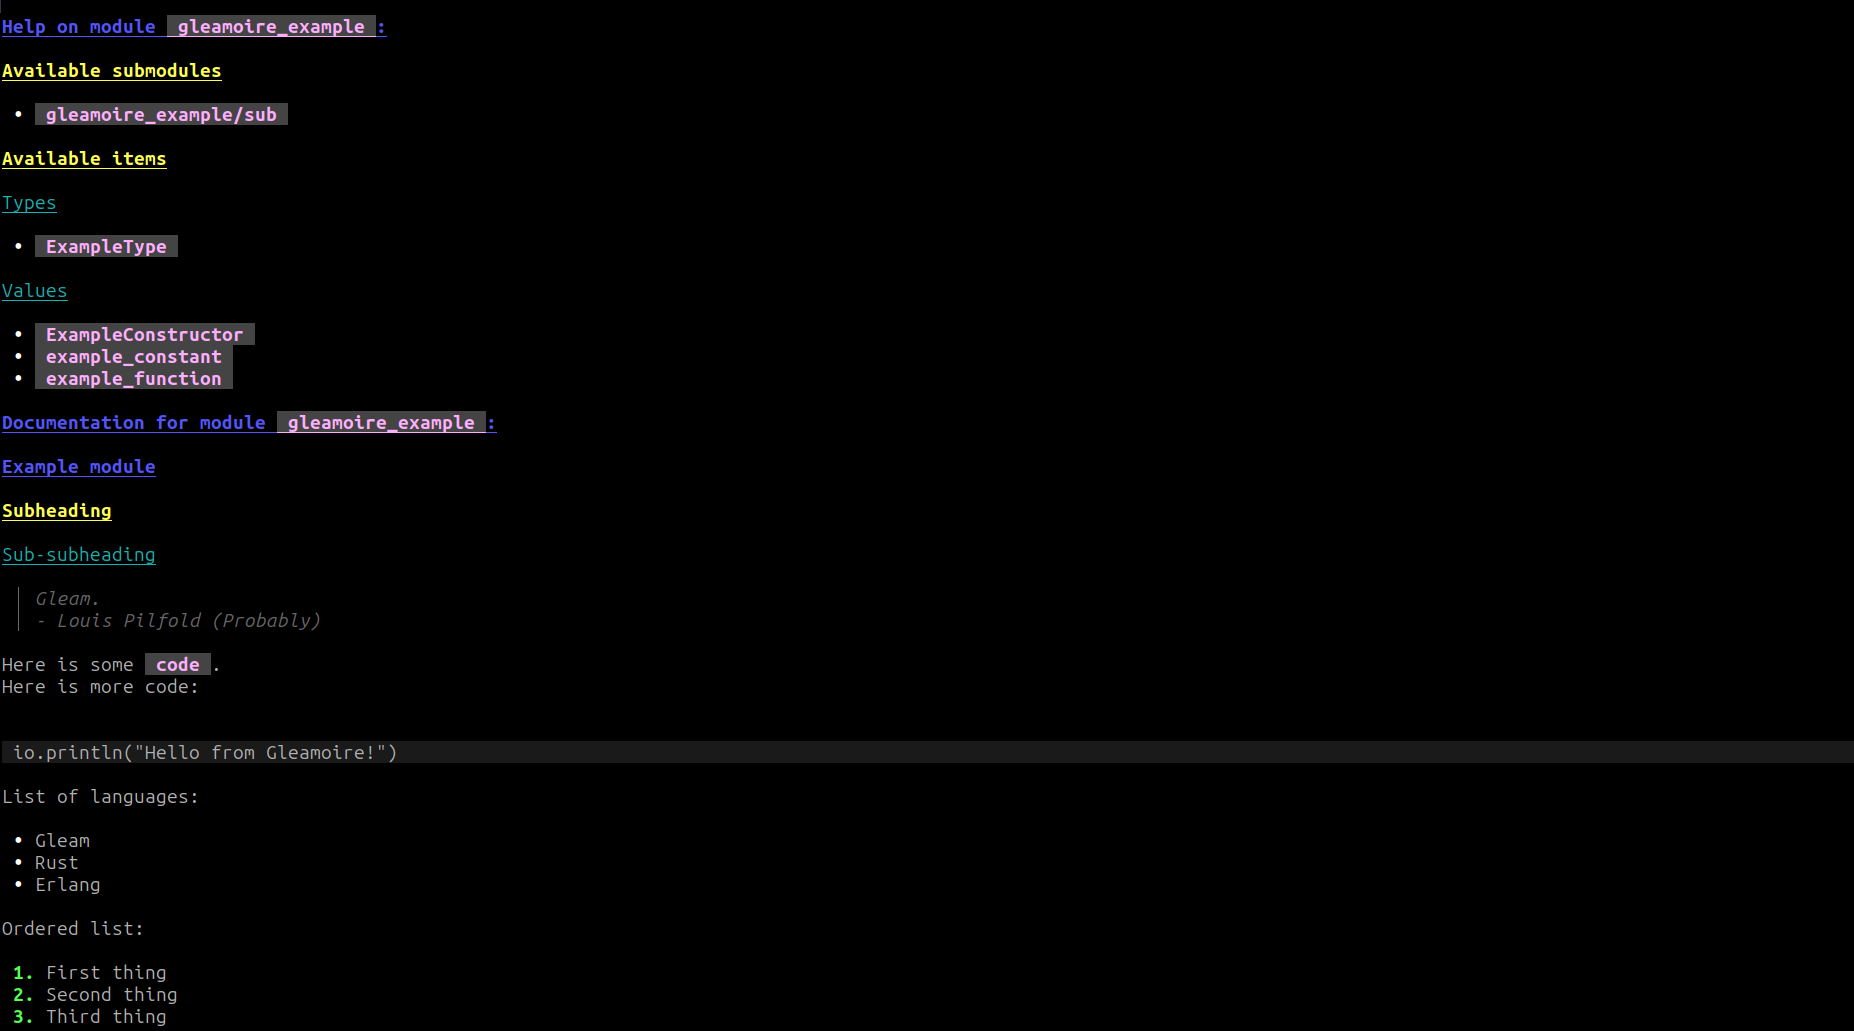 Help on module gleamoire_example :
Available submodules
• gleamoire_example/sub
Available items
Types
• ExampleType
Values
• ExampleConstructor
• example_constant
• example_function
Documentation for module gleamoire_example :
Example module
Subheading
Sub-subheading
Gleam.
- Louis Pilfold (Probably)
Here is some code .
Here is more code:
io.println("Hello from Gleamoire!")
List of languages:
• Gleam
• Rust
• Erlang
Ordered list:
1. First thing
2. Second thing
3. Third thing